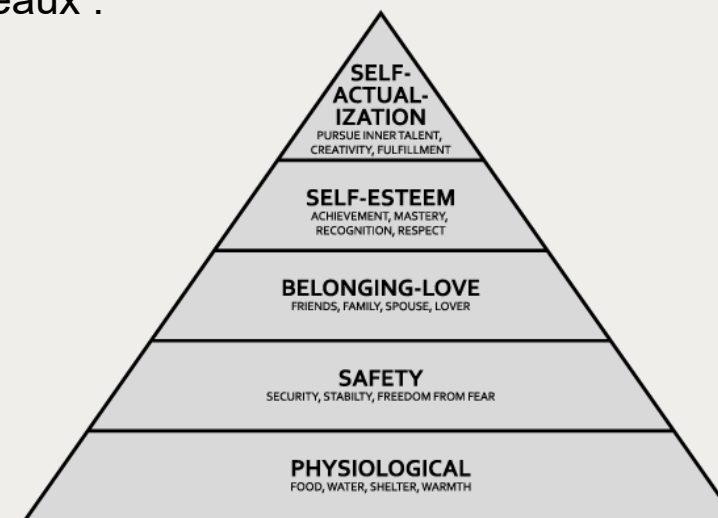 eaux :
SELF-
ACTUAL-
IZATION
PURSUE INNER TALENT,
CREATIVITY, FULFILLMENT
SELF-ESTEEM
ACHIEVEMENT, MASTERY,
RECOGNITION, RESPECT
BELONGING-LOVE
FRIENDS, FAMILY, SPOUSE, LOVER
SAFETY
SECURITY, STABILTY, FREEDOM FROM FEAR
PHYSIOLOGICAL
FOOD, WATER, SHELTER, WARMTH